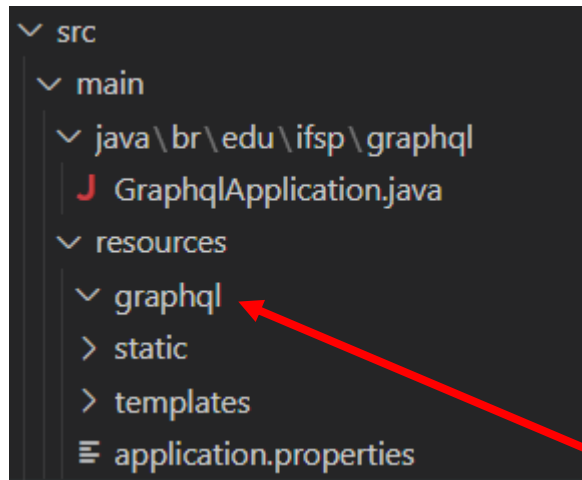 src
main
java\br\edu\ifsp\graphql
J GraphqlApplication.java
resources
graphql
static
templates
application.properties